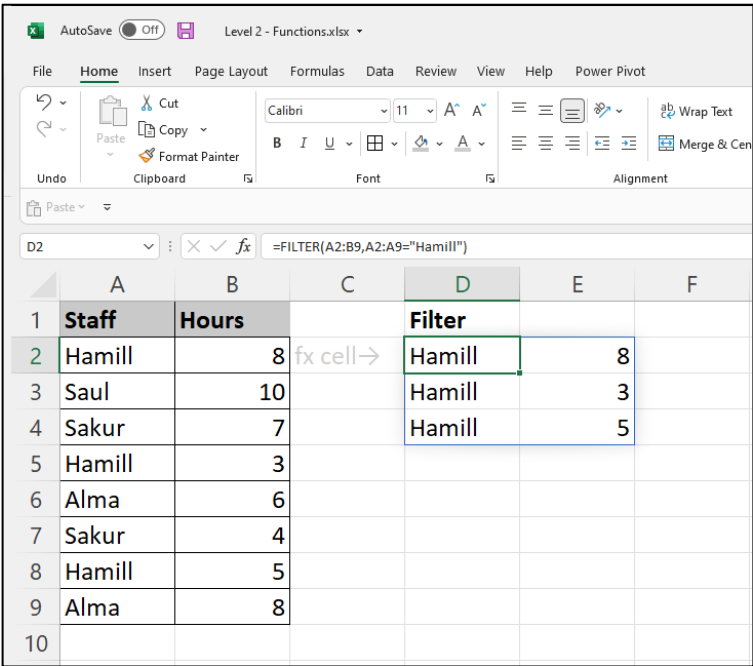 AutoSave Off Level 2 - Functions.xlsx
File Home Insert Page Layout Formulas Data Review View Help Power Pivot
Cut
Copy
Format Painter
Paste
Calibri 11 A^ Aˇ
B I U A
ab Wrap Text
Merge & Cen
Undo Clipboard Font Alignment
Paste
D2 fx =FILTER(A2:B9,A2:A9="Hamill")
A B C D E F
1 Staff Hours Filter
2 Hamill 8 fx cell→ Hamill 8
3 Saul 10 Hamill 3
4 Sakur 7 Hamill 5
5 Hamill 3
6 Alma 6
7 Sakur 4
8 Hamill 5
9 Alma 8
10